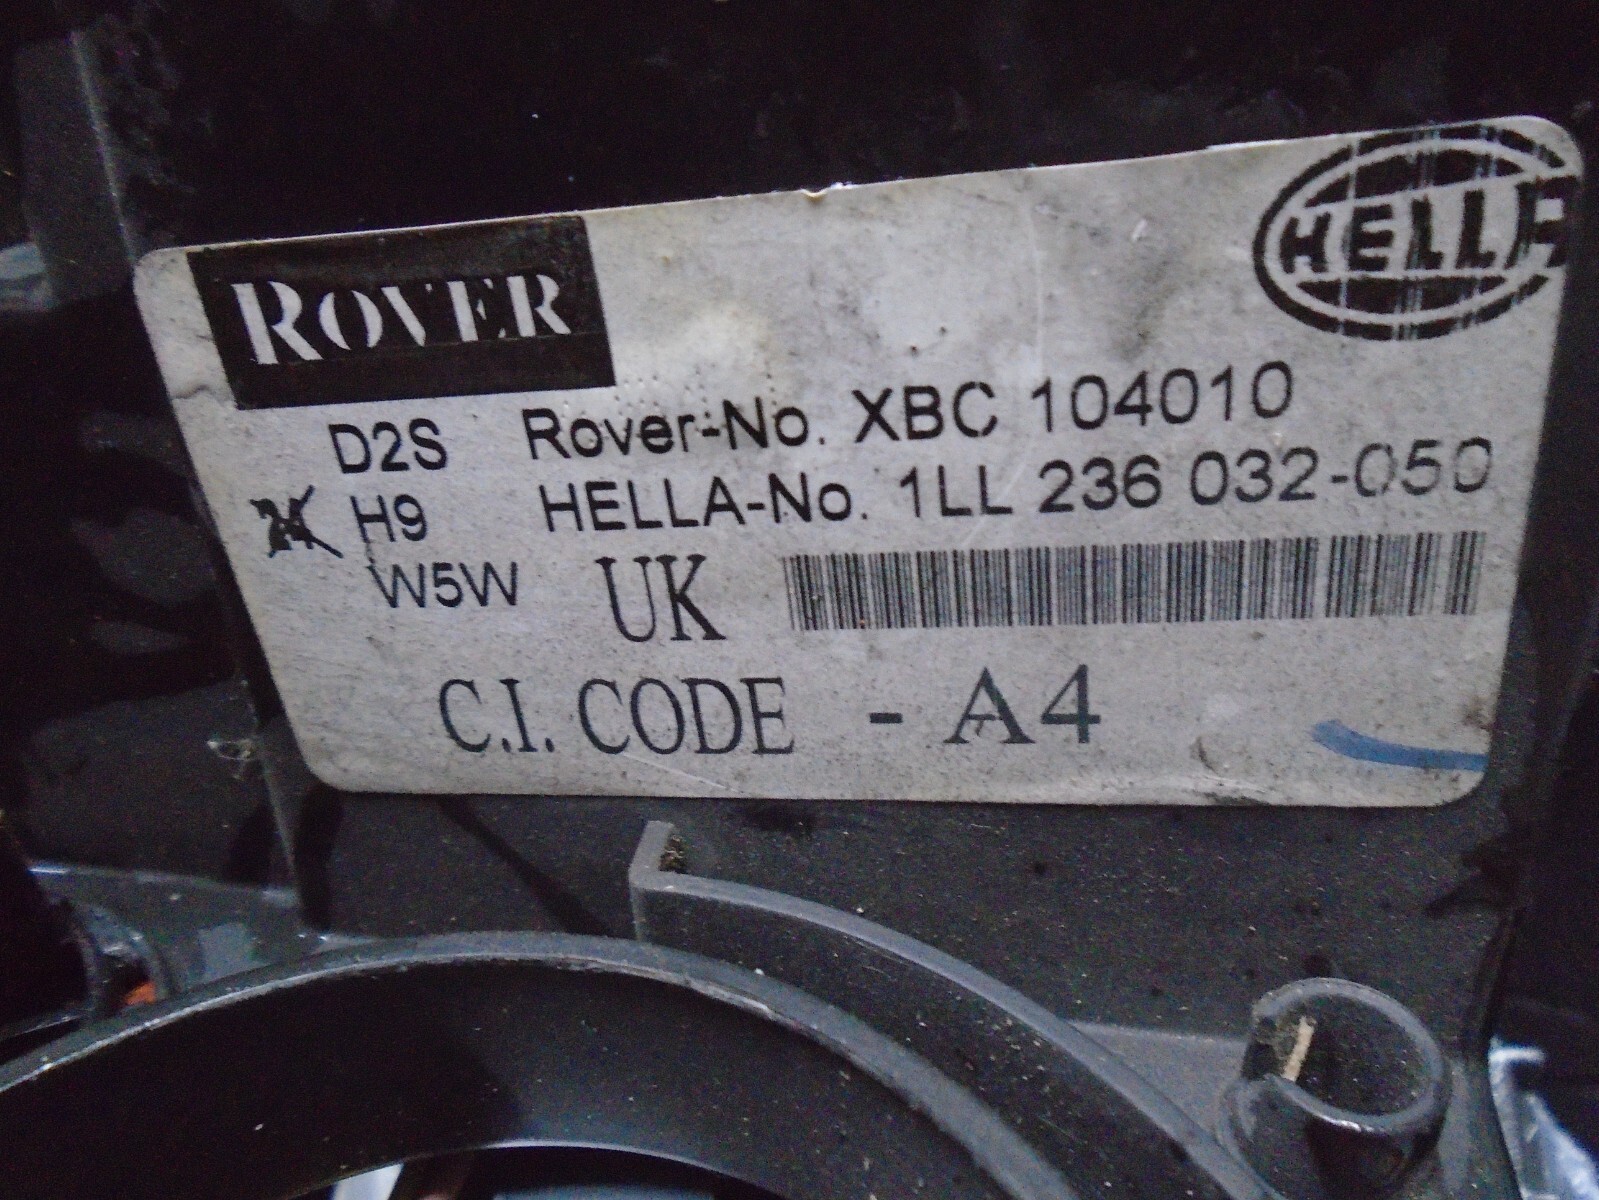 ROVER
HELLA
D2S Rover-No. XBC 104010
H9 HELLA-No. 1LL 236 032-050
W5W UK
C.I. CODE - A4